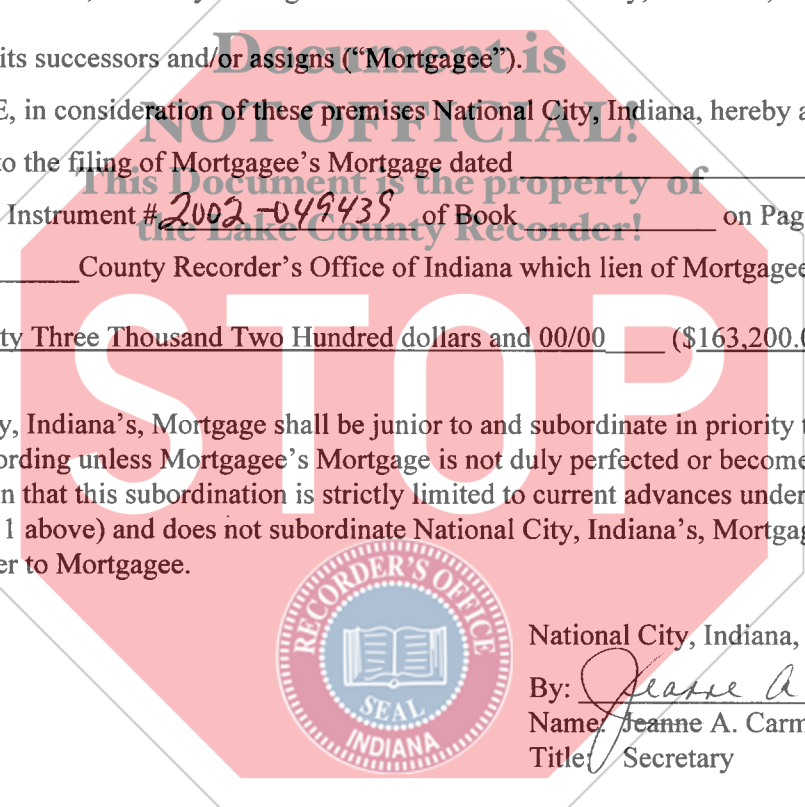 its successors and/or assigns ("Mortgagee").
Document is
E, in consideration of these premises National City, Indiana, hereby a
NOT OFFICIAL!
to the filing of Mortgagee's Mortgage dated
This Document is the property of
Instrument # 2002-049439 of Book on Pag
the Lake County Recorder!
County Recorder's Office of Indiana which lien of Mortgagee
ty Three Thousand Two Hundred dollars and 00/00 ($163,200.0
STOP
y, Indiana's, Mortgage shall be junior to and subordinate in priority t
ording unless Mortgagee's Mortgage is not duly perfected or become
n that this subordination is strictly limited to current advances under
1 above) and does not subordinate National City, Indiana's, Mortgag
er to Mortgagee.
RECORDER'S OFFICE
SEAL
INDIANA
National City, Indiana,
By: Jeanne A
Name: Jeanne A. Carm
Title: Secretary